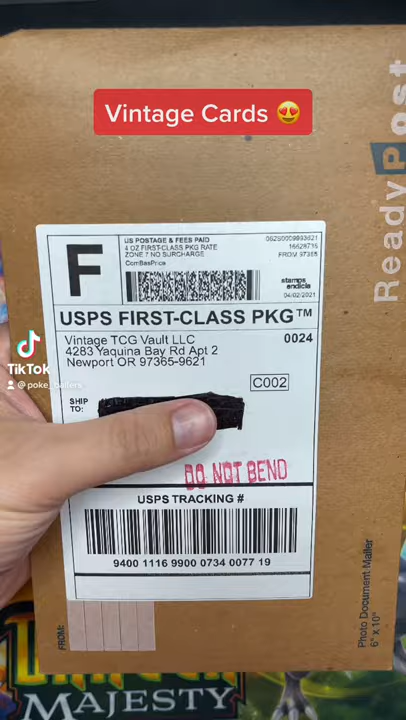 Vintage Cards 😍
ReadyPost
F
US POSTAGE & FEES PAID
4 OZ FIRST-CLASS PKG RATE
ZONE 7 NO SURCHARGE
ComBasPrice
062S0009993621
16628715
FROM 97365
stamps
endicia
04/02/2021
USPS FIRST-CLASS PKG™
Vintage TCG Vault LLC
4283 Yaquina Bay Rd Apt 2
Newport OR 97365-9621
0024
C002
SHIP
TO:
DO NOT BEND
USPS TRACKING #
9400 1116 9900 0734 0077 19
TikTok
@poke_
FROM:
Photo Document Mailer
6" x 10"
MAJESTY